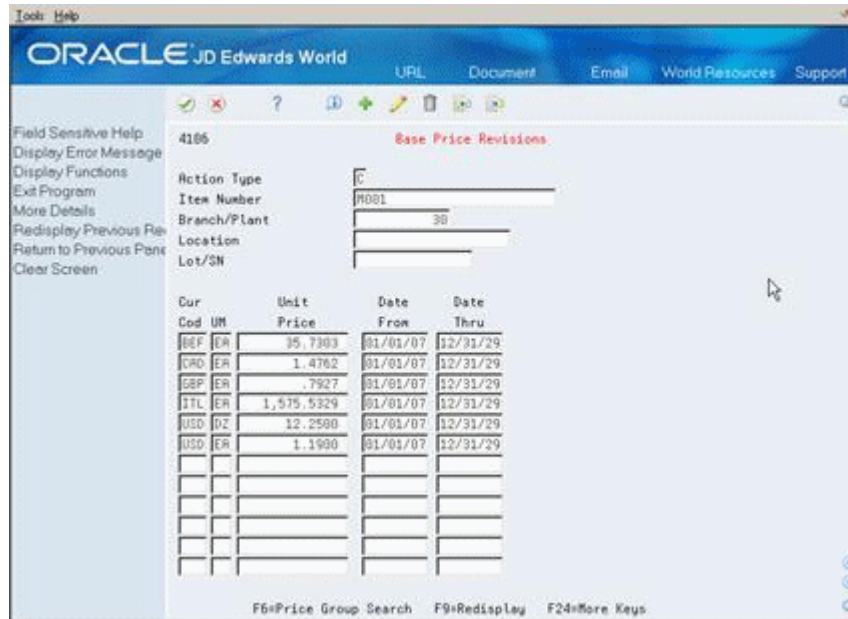 Tools Help
ORACLE JD Edwards World
URL Document Email World Resources Support
?
Field Sensitive Help
Display Error Message
Display Functions
Exit Program
More Details
Redisplay Previous Re
Return to Previous Pane
Clear Screen
4106 Base Price Revisions
Action Type C
Item Number M001
Branch/Plant 30
Location
Lot/SN
Cur Unit Date Date
Cod UM Price From Thru
BEF EA 35.7303 01/01/07 12/31/29
CAD EA 1.4762 01/01/07 12/31/29
GBP EA .7927 01/01/07 12/31/29
ITL EA 1,575.5329 01/01/07 12/31/29
USD DZ 12.2500 01/01/07 12/31/29
USD EA 1.1900 01/01/07 12/31/29
F6=Price Group Search F9=Redisplay F24=More Keys